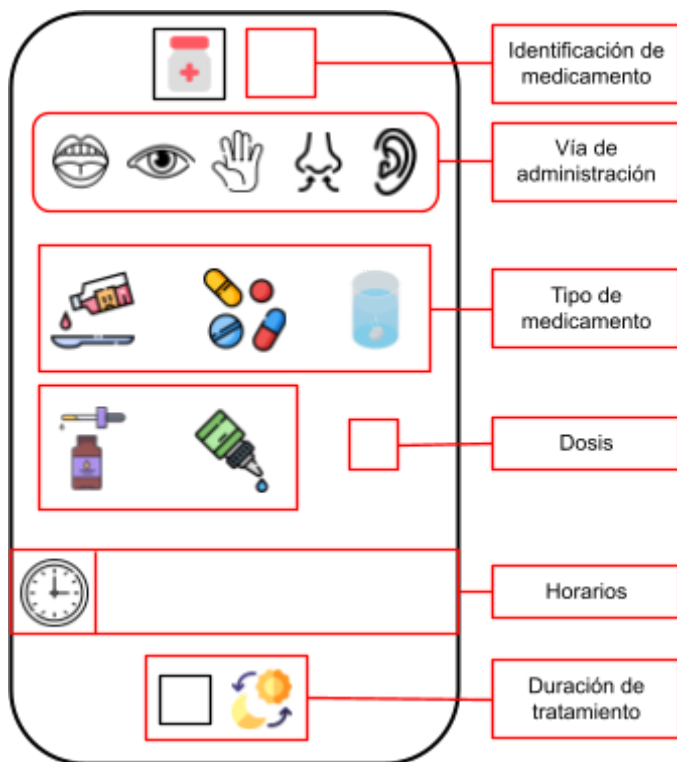 Identificación de
medicamento
Vía de
administración
Tipo de
medicamento
Dosis
Horarios
Duración de
tratamiento